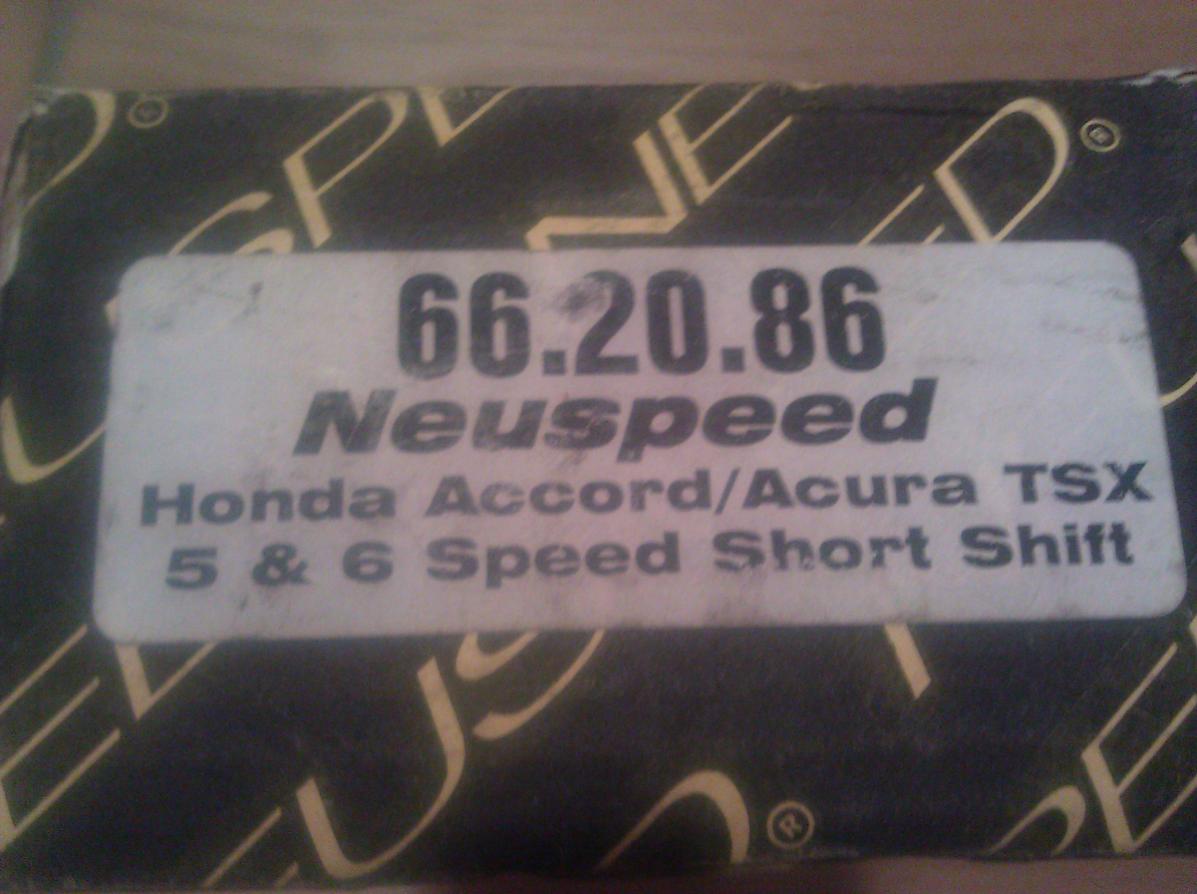 66.20.86
Neuspeed
Honda Accord/Acura TSX
5 & 6 Speed Short Shift